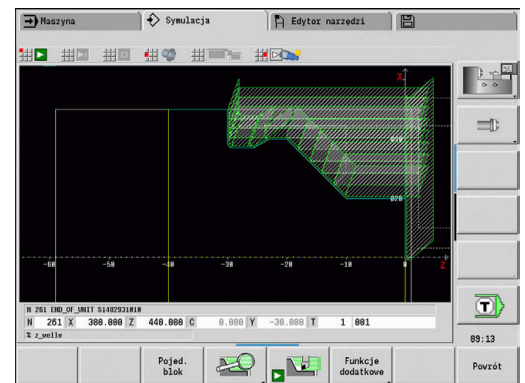 Maszyna Symulacja Edytor narzędzi
X
020
-60 -50 -40 -30 -20 -10 0 Z
N 261 END_OF_UNIT
N 261 X 300.000 Z 440.000 C 0.000 Y -30.000 T 1 001
% z_welle
T
09:13
Pojed. blok
Funkcje dodatkowe
Powrót